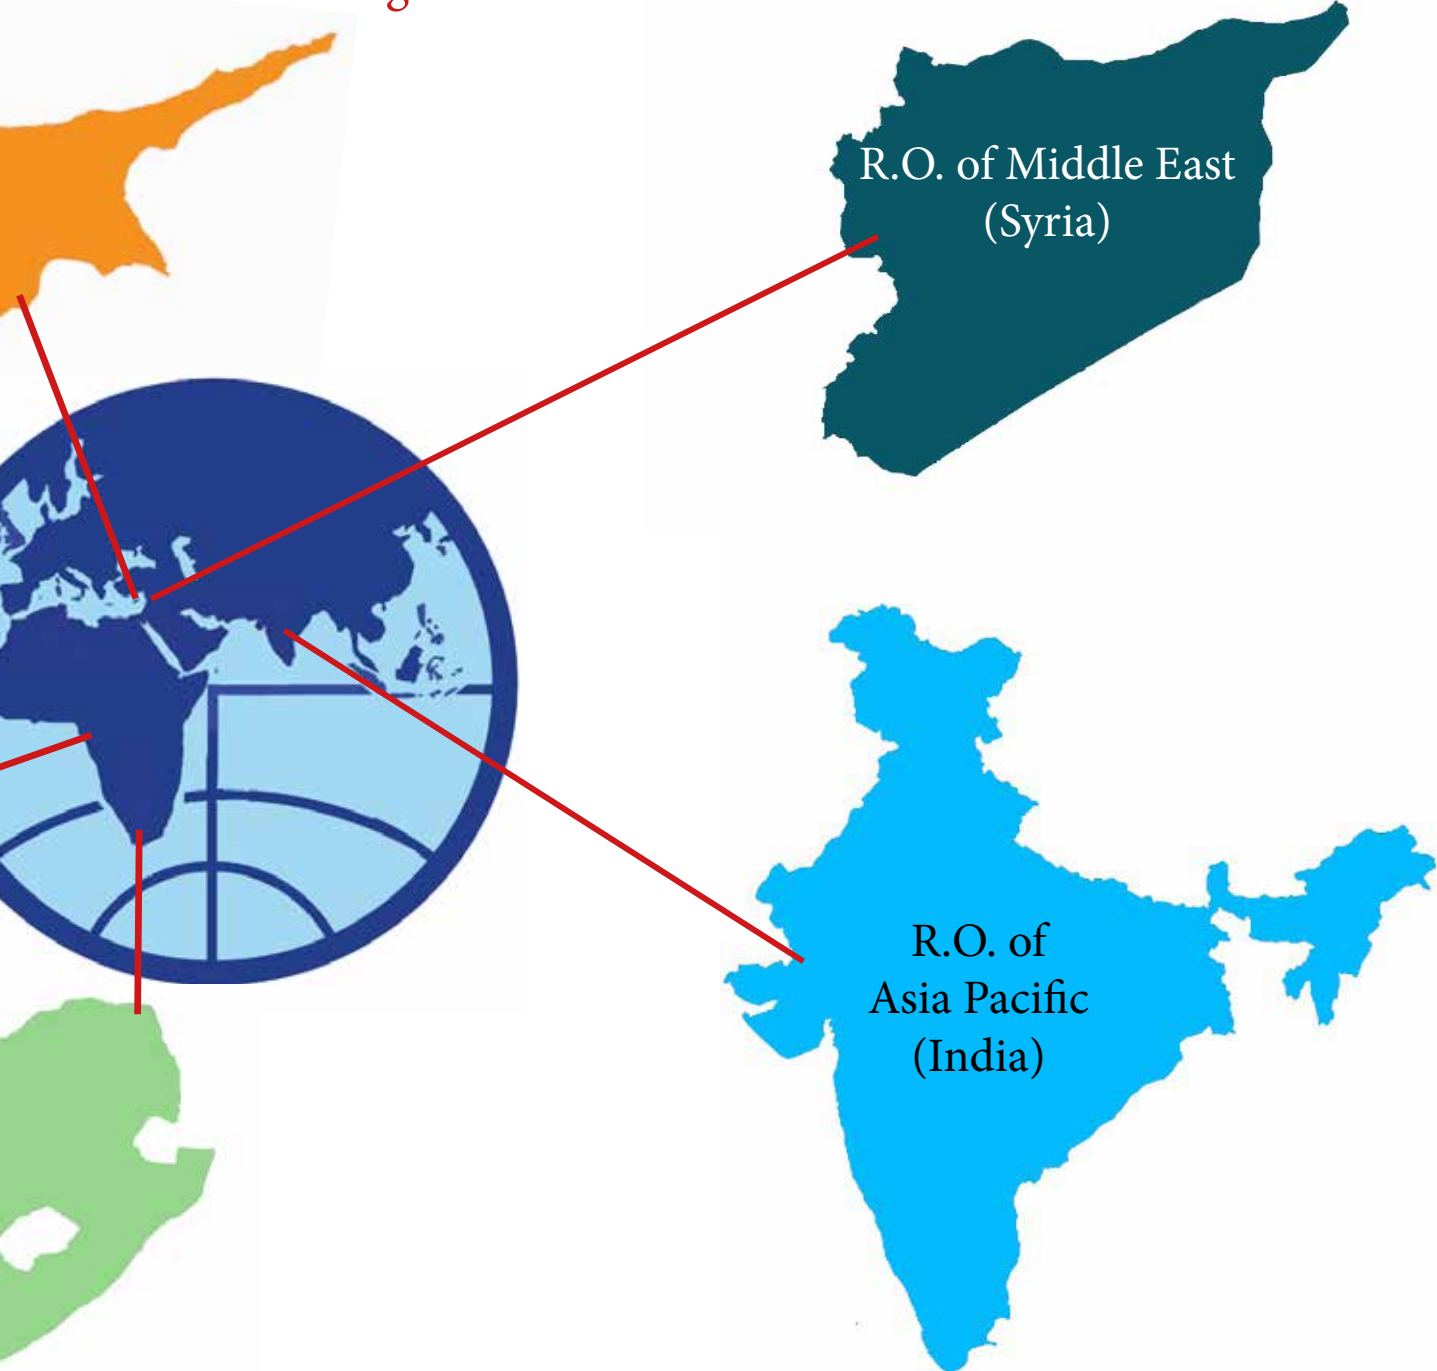 R.O. of Middle East
(Syria)
R.O. of
Asia Pacific
(India)